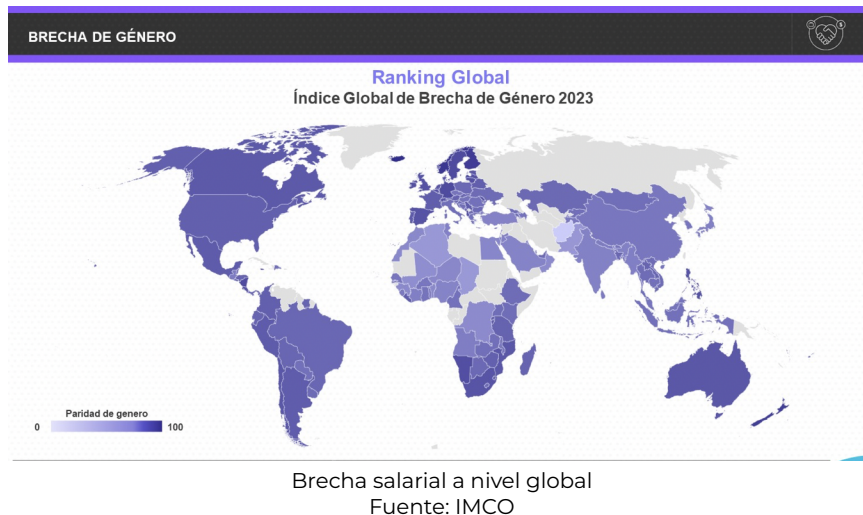 BRECHA DE GÉNERO
Ranking Global
Índice Global de Brecha de Género 2023
Paridad de genero
0 100
Brecha salarial a nivel global
Fuente: IMCO